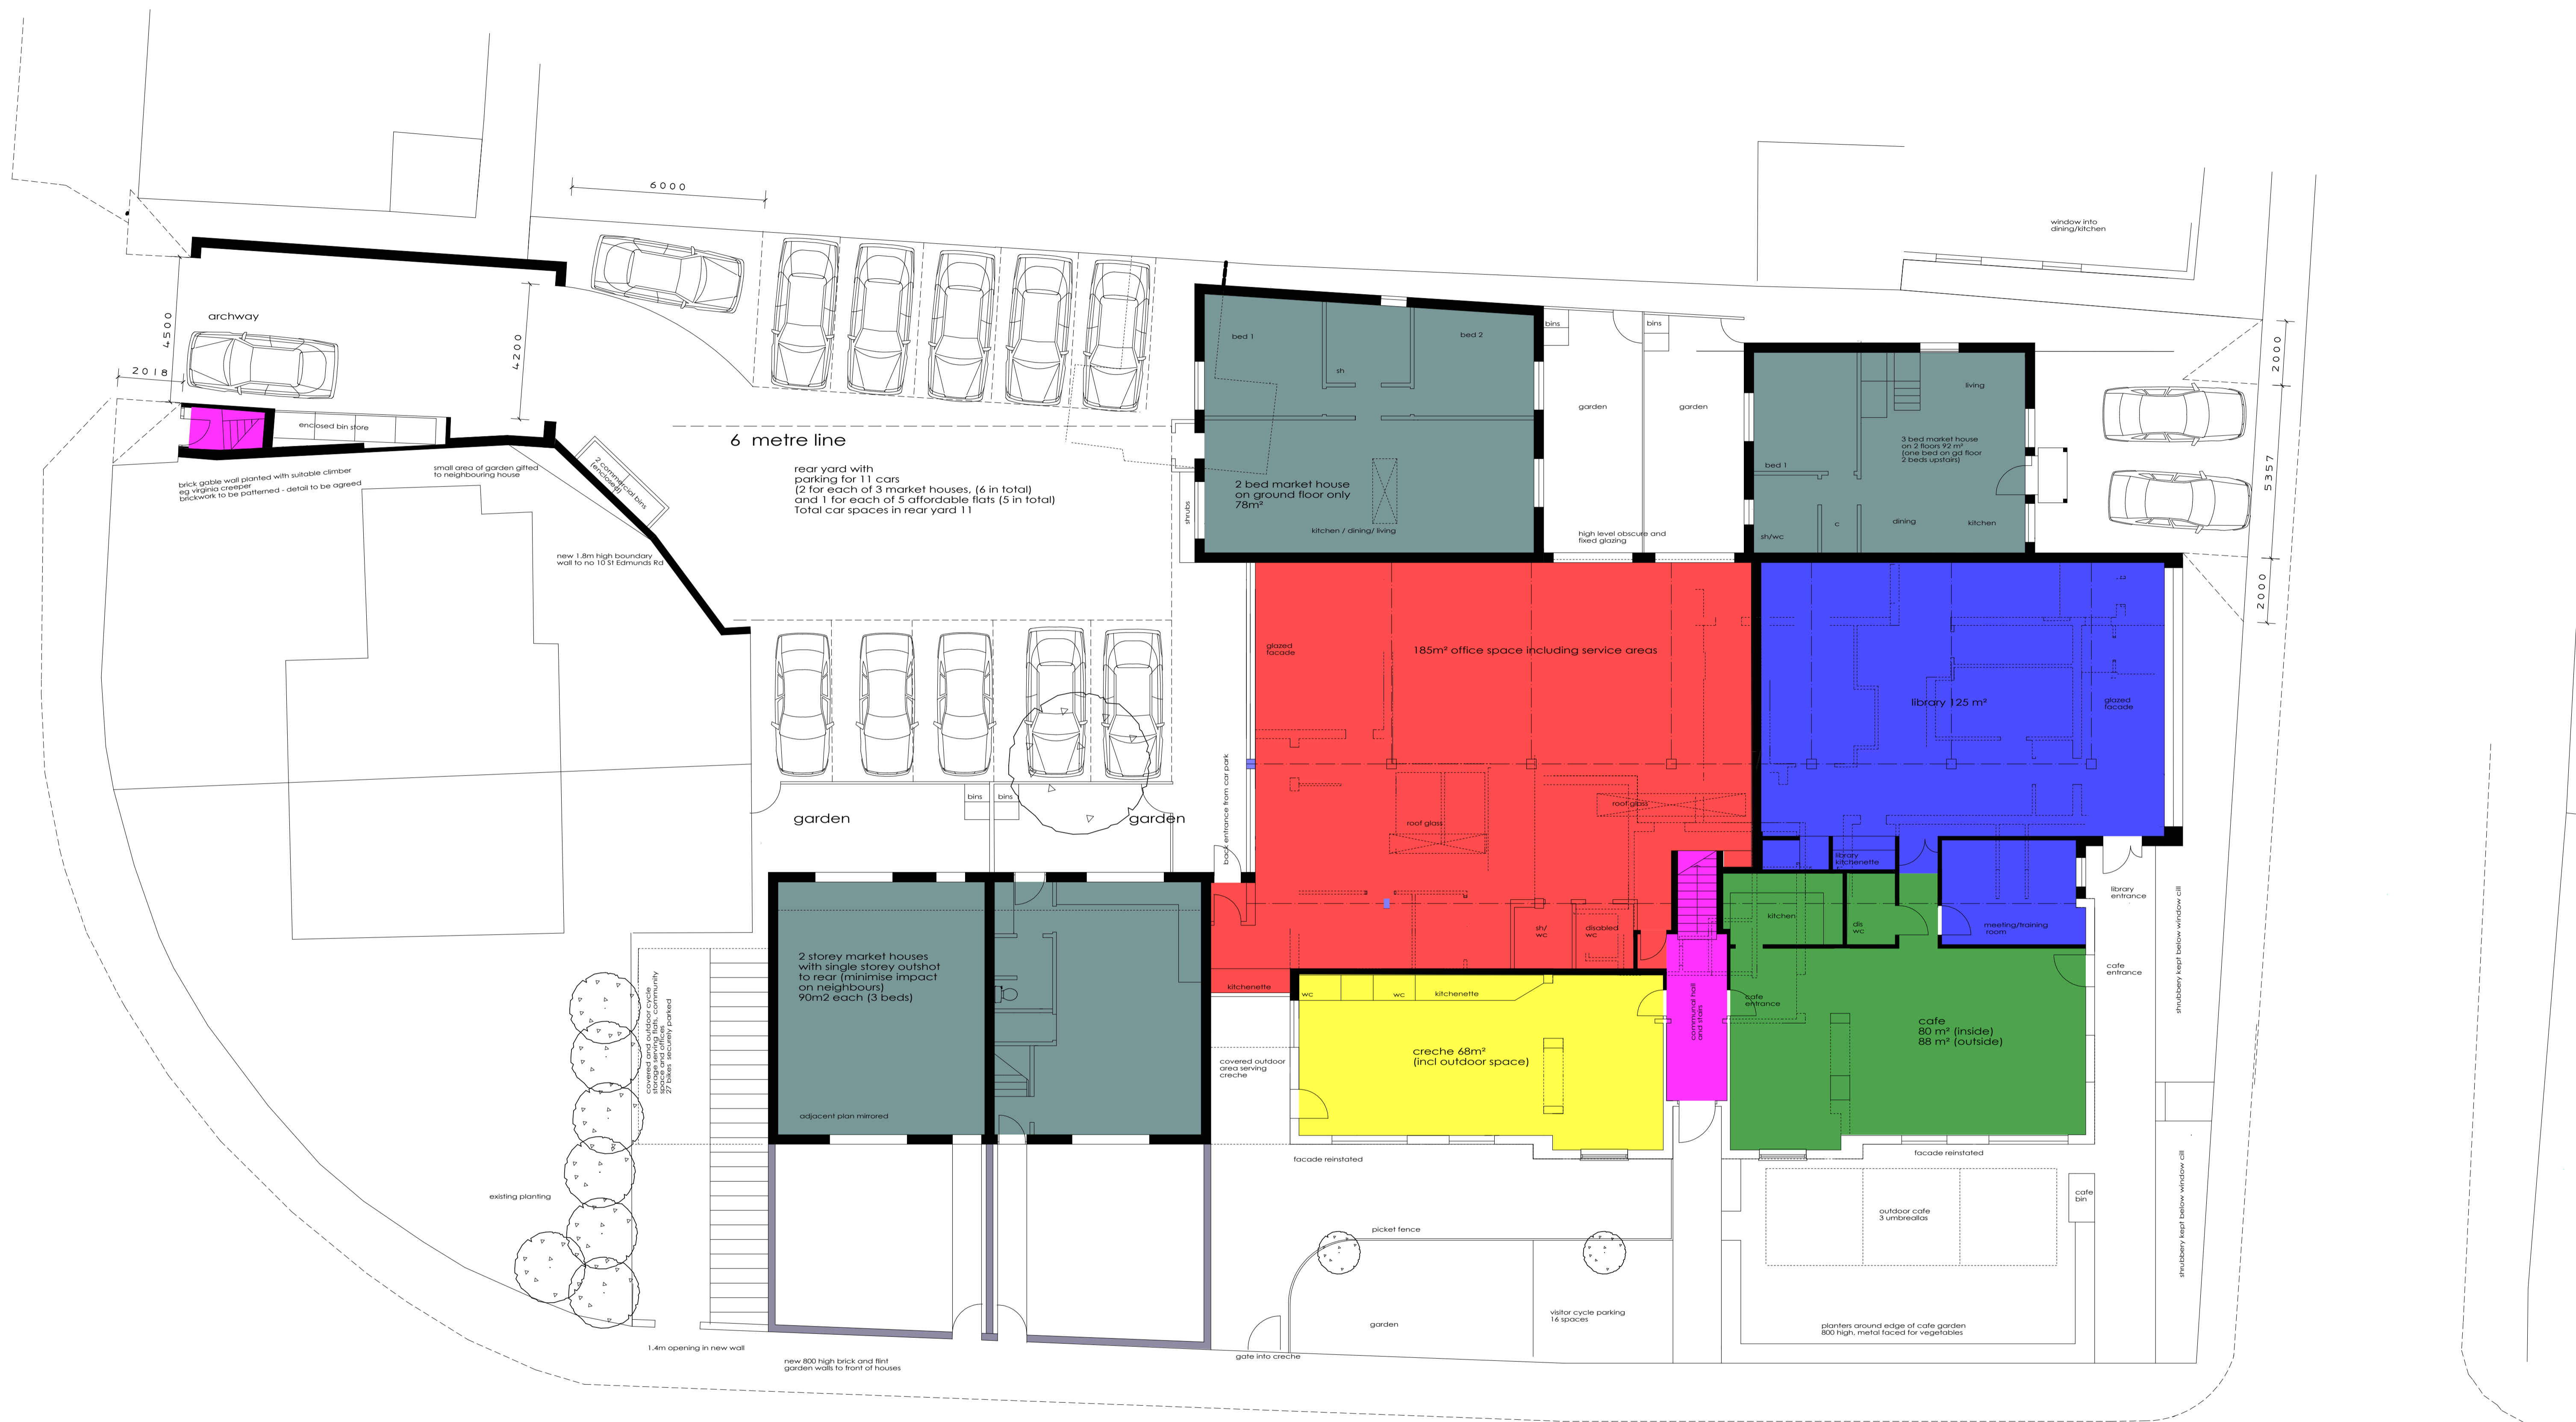 6000
window into
dining/kitchen
4500
archway
4200
2018
enclosed bin store
brick gable wall planted with suitable climber
eg virginia creeper
brickwork to be patterned - detail to be agreed
small area of garden gifted
to neighbouring house
2 commercial bins
(enclosed)
new 1.8m high boundary
wall to no 10 St Edmunds Rd
6 metre line
rear yard with
parking for 11 cars
(2 for each of 3 market houses, (6 in total)
and 1 for each of 5 affordable flats (5 in total)
Total car spaces in rear yard 11
shrubs
bed 1
bed 2
sh
2 bed market house
on ground floor only
78m²
kitchen / dining/ living
bins
bins
garden
garden
high level obscure and
fixed glazing
living
3 bed market house
on 2 floors 92 m²
(one bed on gd floor
2 beds upstairs)
bed 1
sh/wc
c
dining
kitchen
2000
5357
2000
glazed
facade
185m² office space including service areas
roof glass
roof glass
library 125 m²
glazed
facade
back entrance from car park
bins
bins
garden
garden
library
kitchenette
kitchen
dis
wc
meeting/training
room
library
entrance
cafe
entrance
shrubbery kept below window cill
sh/
wc
disabled
wc
kitchenette
wc
wc
kitchenette
creche 68m²
(incl outdoor space)
communal hall
and stairs
cafe
entrance
cafe
80 m² (inside)
88 m² (outside)
2 storey market houses
with single storey outshot
to rear (minimise impact
on neighbours)
90m2 each (3 beds)
adjacent plan mirrored
covered and outdoor cycle
storage serving flats, community
space and offices
27 bikes securely parked
covered outdoor
area serving
creche
facade reinstated
facade reinstated
existing planting
picket fence
outdoor cafe
3 umbreallas
cafe
bin
shrubbery kept below window cill
garden
visitor cycle parking
16 spaces
planters around edge of cafe garden
800 high, metal faced for vegetables
1.4m opening in new wall
new 800 high brick and flint
garden walls to front of houses
gate into creche